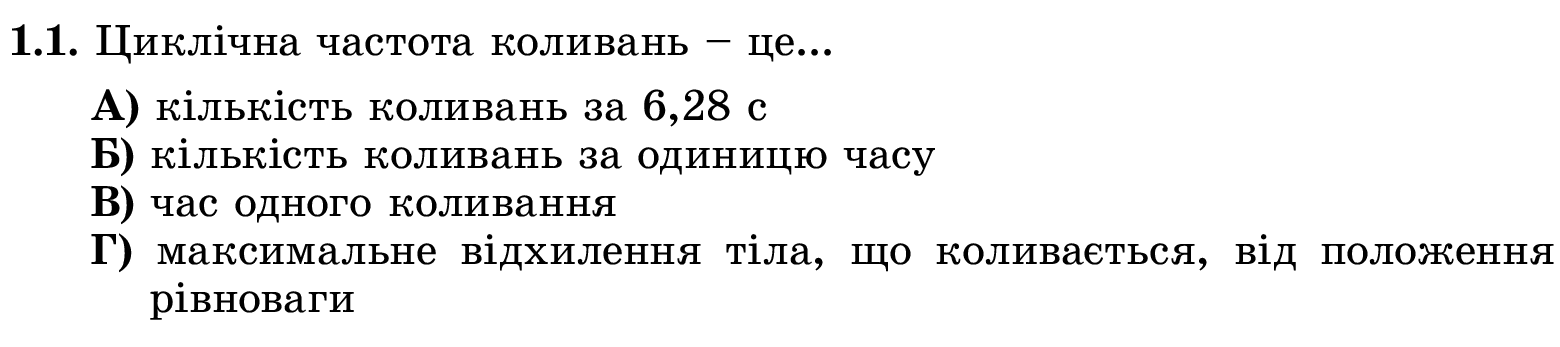 1.1. Циклічна частота коливань – це...
А) кількість коливань за 6,28 с
Б) кількість коливань за одиницю часу
В) час одного коливання
Г) максимальне відхилення тіла, що коливається, від положення
рівноваги